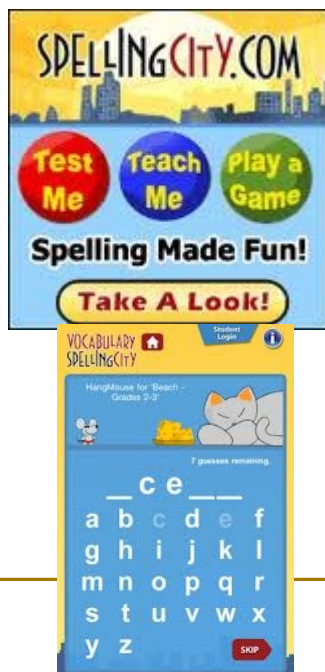 SPELLINGCITY.COM
Test Me
Teach Me
Play a Game
Spelling Made Fun!
Take A Look!
VOCABULARY
SPELLINGCITY
Student
Login
i
HangMouse for 'Beach -
Grades 2-3'
7 guesses remaining.
_ c e _ _
a b c d e f
g h i j k l
m n o p q r
s t u v w x
y z
SKIP